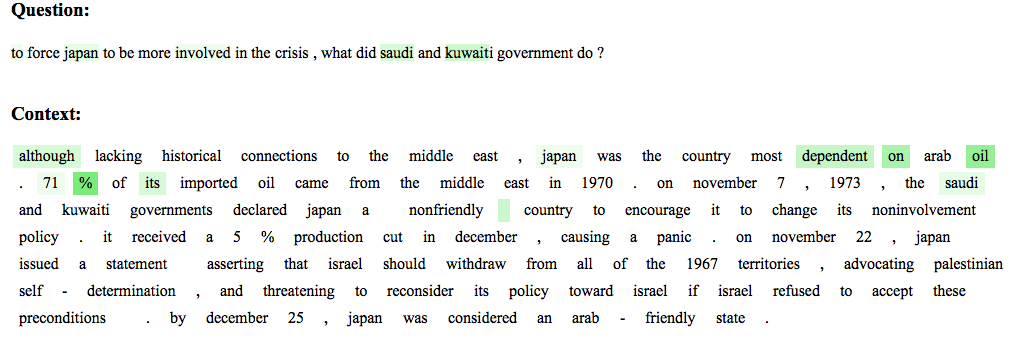 Question:
to force japan to be more involved in the crisis , what did saudi and kuwaiti government do ?
Context:
although lacking historical connections to the middle east , japan was the country most dependent on arab oil
. 71 % of its imported oil came from the middle east in 1970 . on november 7 , 1973 , the saudi
and kuwaiti governments declared japan a nonfriendly country to encourage it to change its noninvolvement
policy . it received a 5 % production cut in december , causing a panic . on november 22 , japan
issued a statement asserting that israel should withdraw from all of the 1967 territories , advocating palestinian
self - determination , and threatening to reconsider its policy toward israel if israel refused to accept these
preconditions . by december 25 , japan was considered an arab - friendly state .